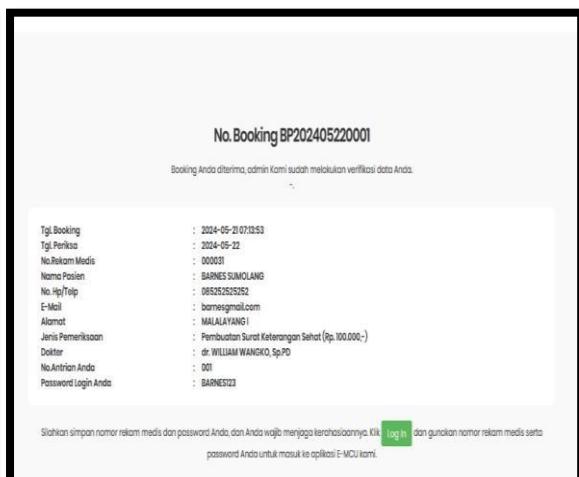 No. Booking BP202405220001
Booking Anda diterima, admin Kami sudah melakukan verifikasi data Anda.
-,
Tgl. Booking : 2024-05-21 07:13:53
Tgl. Periksa : 2024-05-22
No.Rekam Medis : 000031
Nama Pasien : BARNES SUMOLANG
No. Hp/Telp : 085252525252
E-Mail : barnesgmail.com
Alamat : MALALAYANG I
Jenis Pemeriksaan : Pembuatan Surat Keterangan Sehat (Rp. 100.000,-)
Dokter : dr. WILLIAM WANGKO, Sp.PD
No.Antrian Anda : 001
Password Login Anda : BARNES123
Silahkan simpan nomor rekam medis dan password Anda, dan Anda wajib menjaga kerahasiaannya. Klik Log In dan gunakan nomor rekam medis serta
password Anda untuk masuk ke aplikasi E-MCU kami.